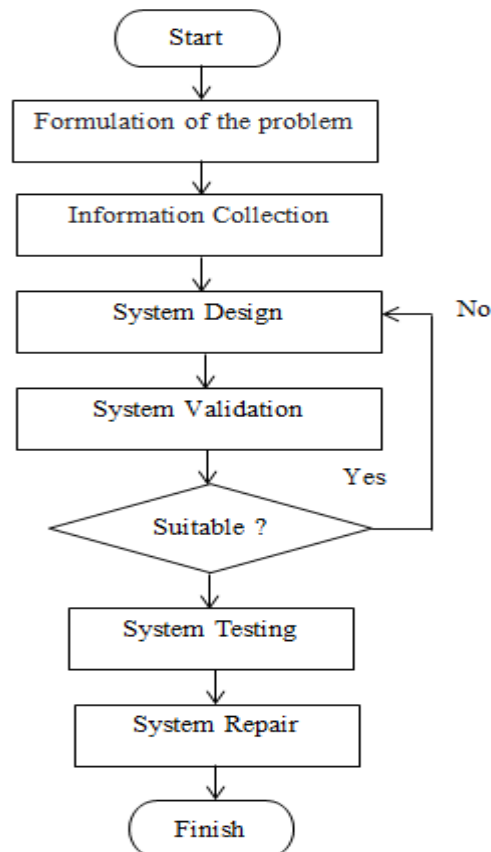 Start
Formulation of the problem
Information Collection
System Design
No
System Validation
Yes
Suitable ?
System Testing
System Repair
Finish